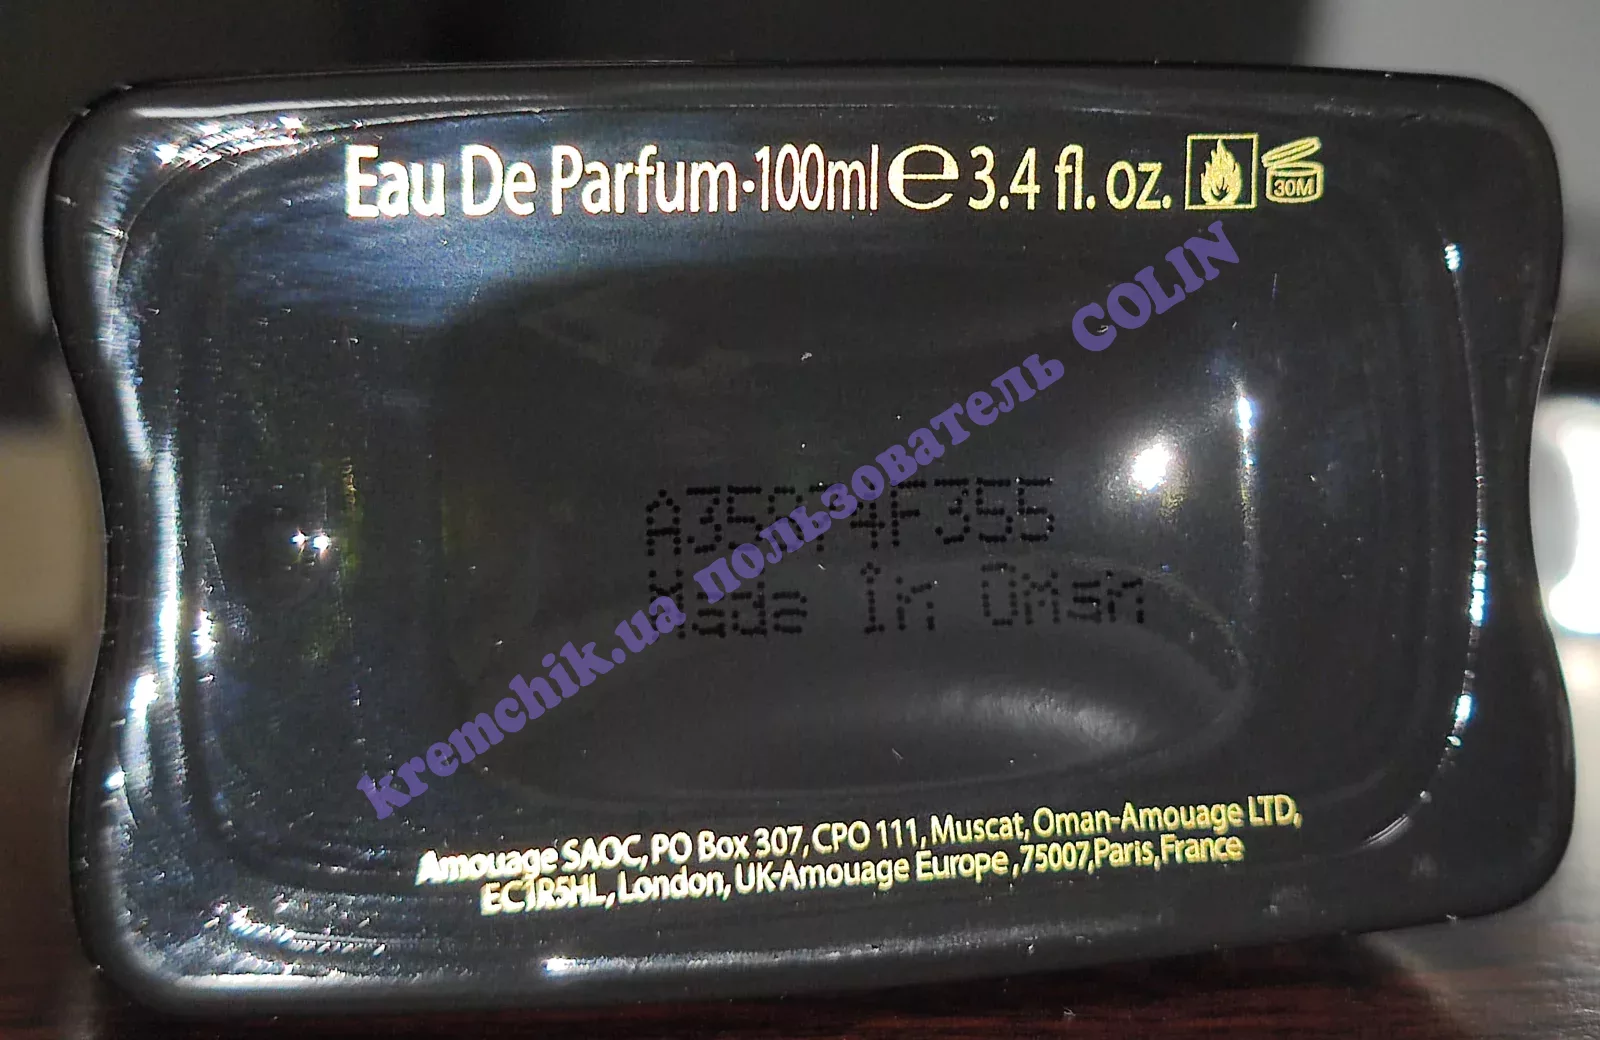 Eau De Parfum·100ml℮3.4 fl. oz.
30M
Made In OMan
Amouage SAOC,PO Box 307,CPO 111,Muscat,Oman-Amouage LTD,
EC1R5HL,London,UK-Amouage Europe,75007,Paris,France
kremchik.ua пользователь COLIN